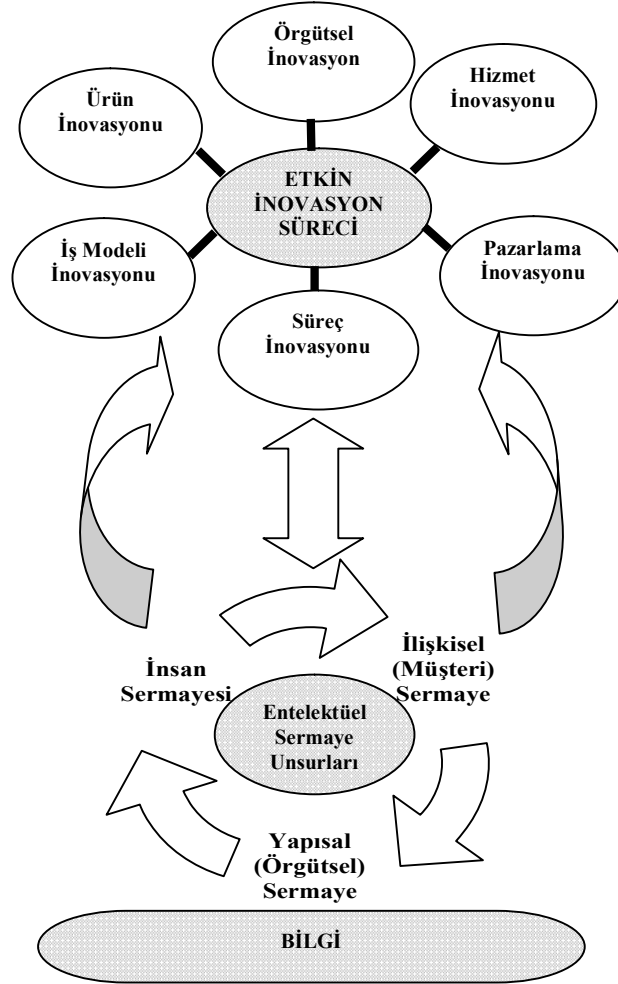 Örgütsel
İnovasyon
Ürün
İnovasyonu
Hizmet
İnovasyonu
ETKİN
İNOVASYON
SÜRECİ
İş Modeli
İnovasyonu
Pazarlama
İnovasyonu
Süreç
İnovasyonu
İnsan
Sermayesi
İlişkisel
(Müşteri)
Sermaye
Entelektüel
Sermaye
Unsurları
Yapısal
(Örgütsel)
Sermaye
BİLGİ